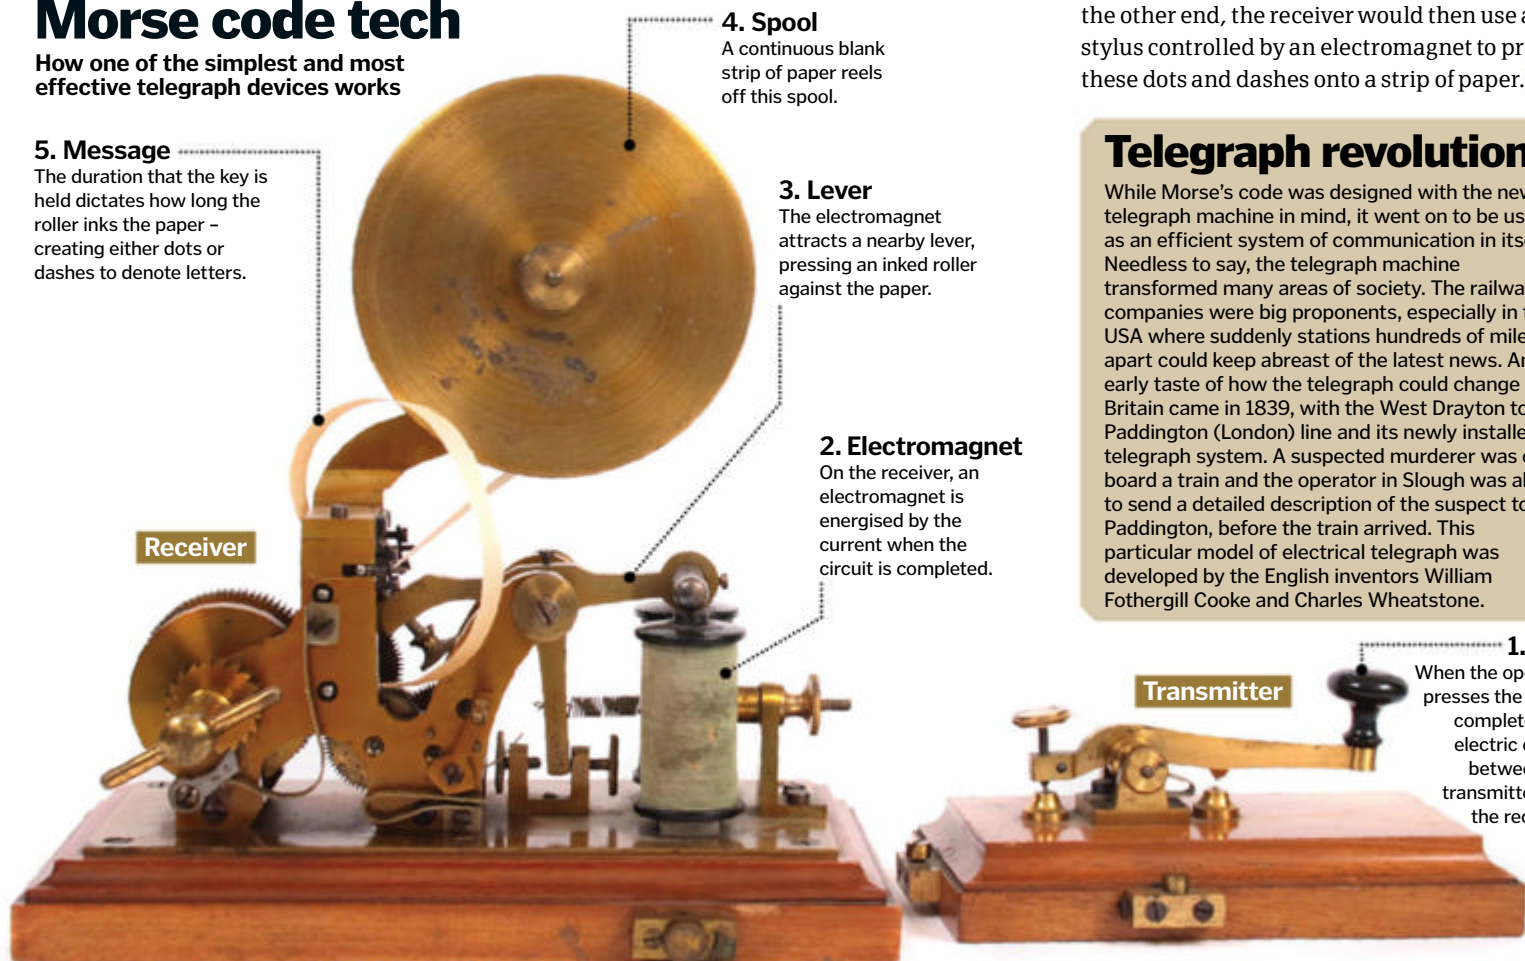 Morse code tech
How one of the simplest and most
effective telegraph devices works
5. Message
The duration that the key is
held dictates how long the
roller inks the paper –
creating either dots or
dashes to denote letters.
4. Spool
A continuous blank
strip of paper reels
off this spool.
3. Lever
The electromagnet
attracts a nearby lever,
pressing an inked roller
against the paper.
2. Electromagnet
On the receiver, an
electromagnet is
energised by the
current when the
circuit is completed.
Receiver
the other end, the receiver would then use a
stylus controlled by an electromagnet to
these dots and dashes onto a strip of paper.
Telegraph revolution
While Morse's code was designed with the
telegraph machine in mind, it went on to be
as an efficient system of communication in
Needless to say, the telegraph machine
transformed many areas of society. The
companies were big proponents, especially in
USA where suddenly stations hundreds of
apart could keep abreast of the latest news.
early taste of how the telegraph could change
Britain came in 1839, with the West Drayton to
Paddington (London) line and its newly
telegraph system. A suspected murderer was
board a train and the operator in Slough was
to send a detailed description of the suspect to
Paddington, before the train arrived. This
particular model of electrical telegraph was
developed by the English inventors William
Fothergill Cooke and Charles Wheatstone.
Transmitter
1.
When the
presses the
electric
the